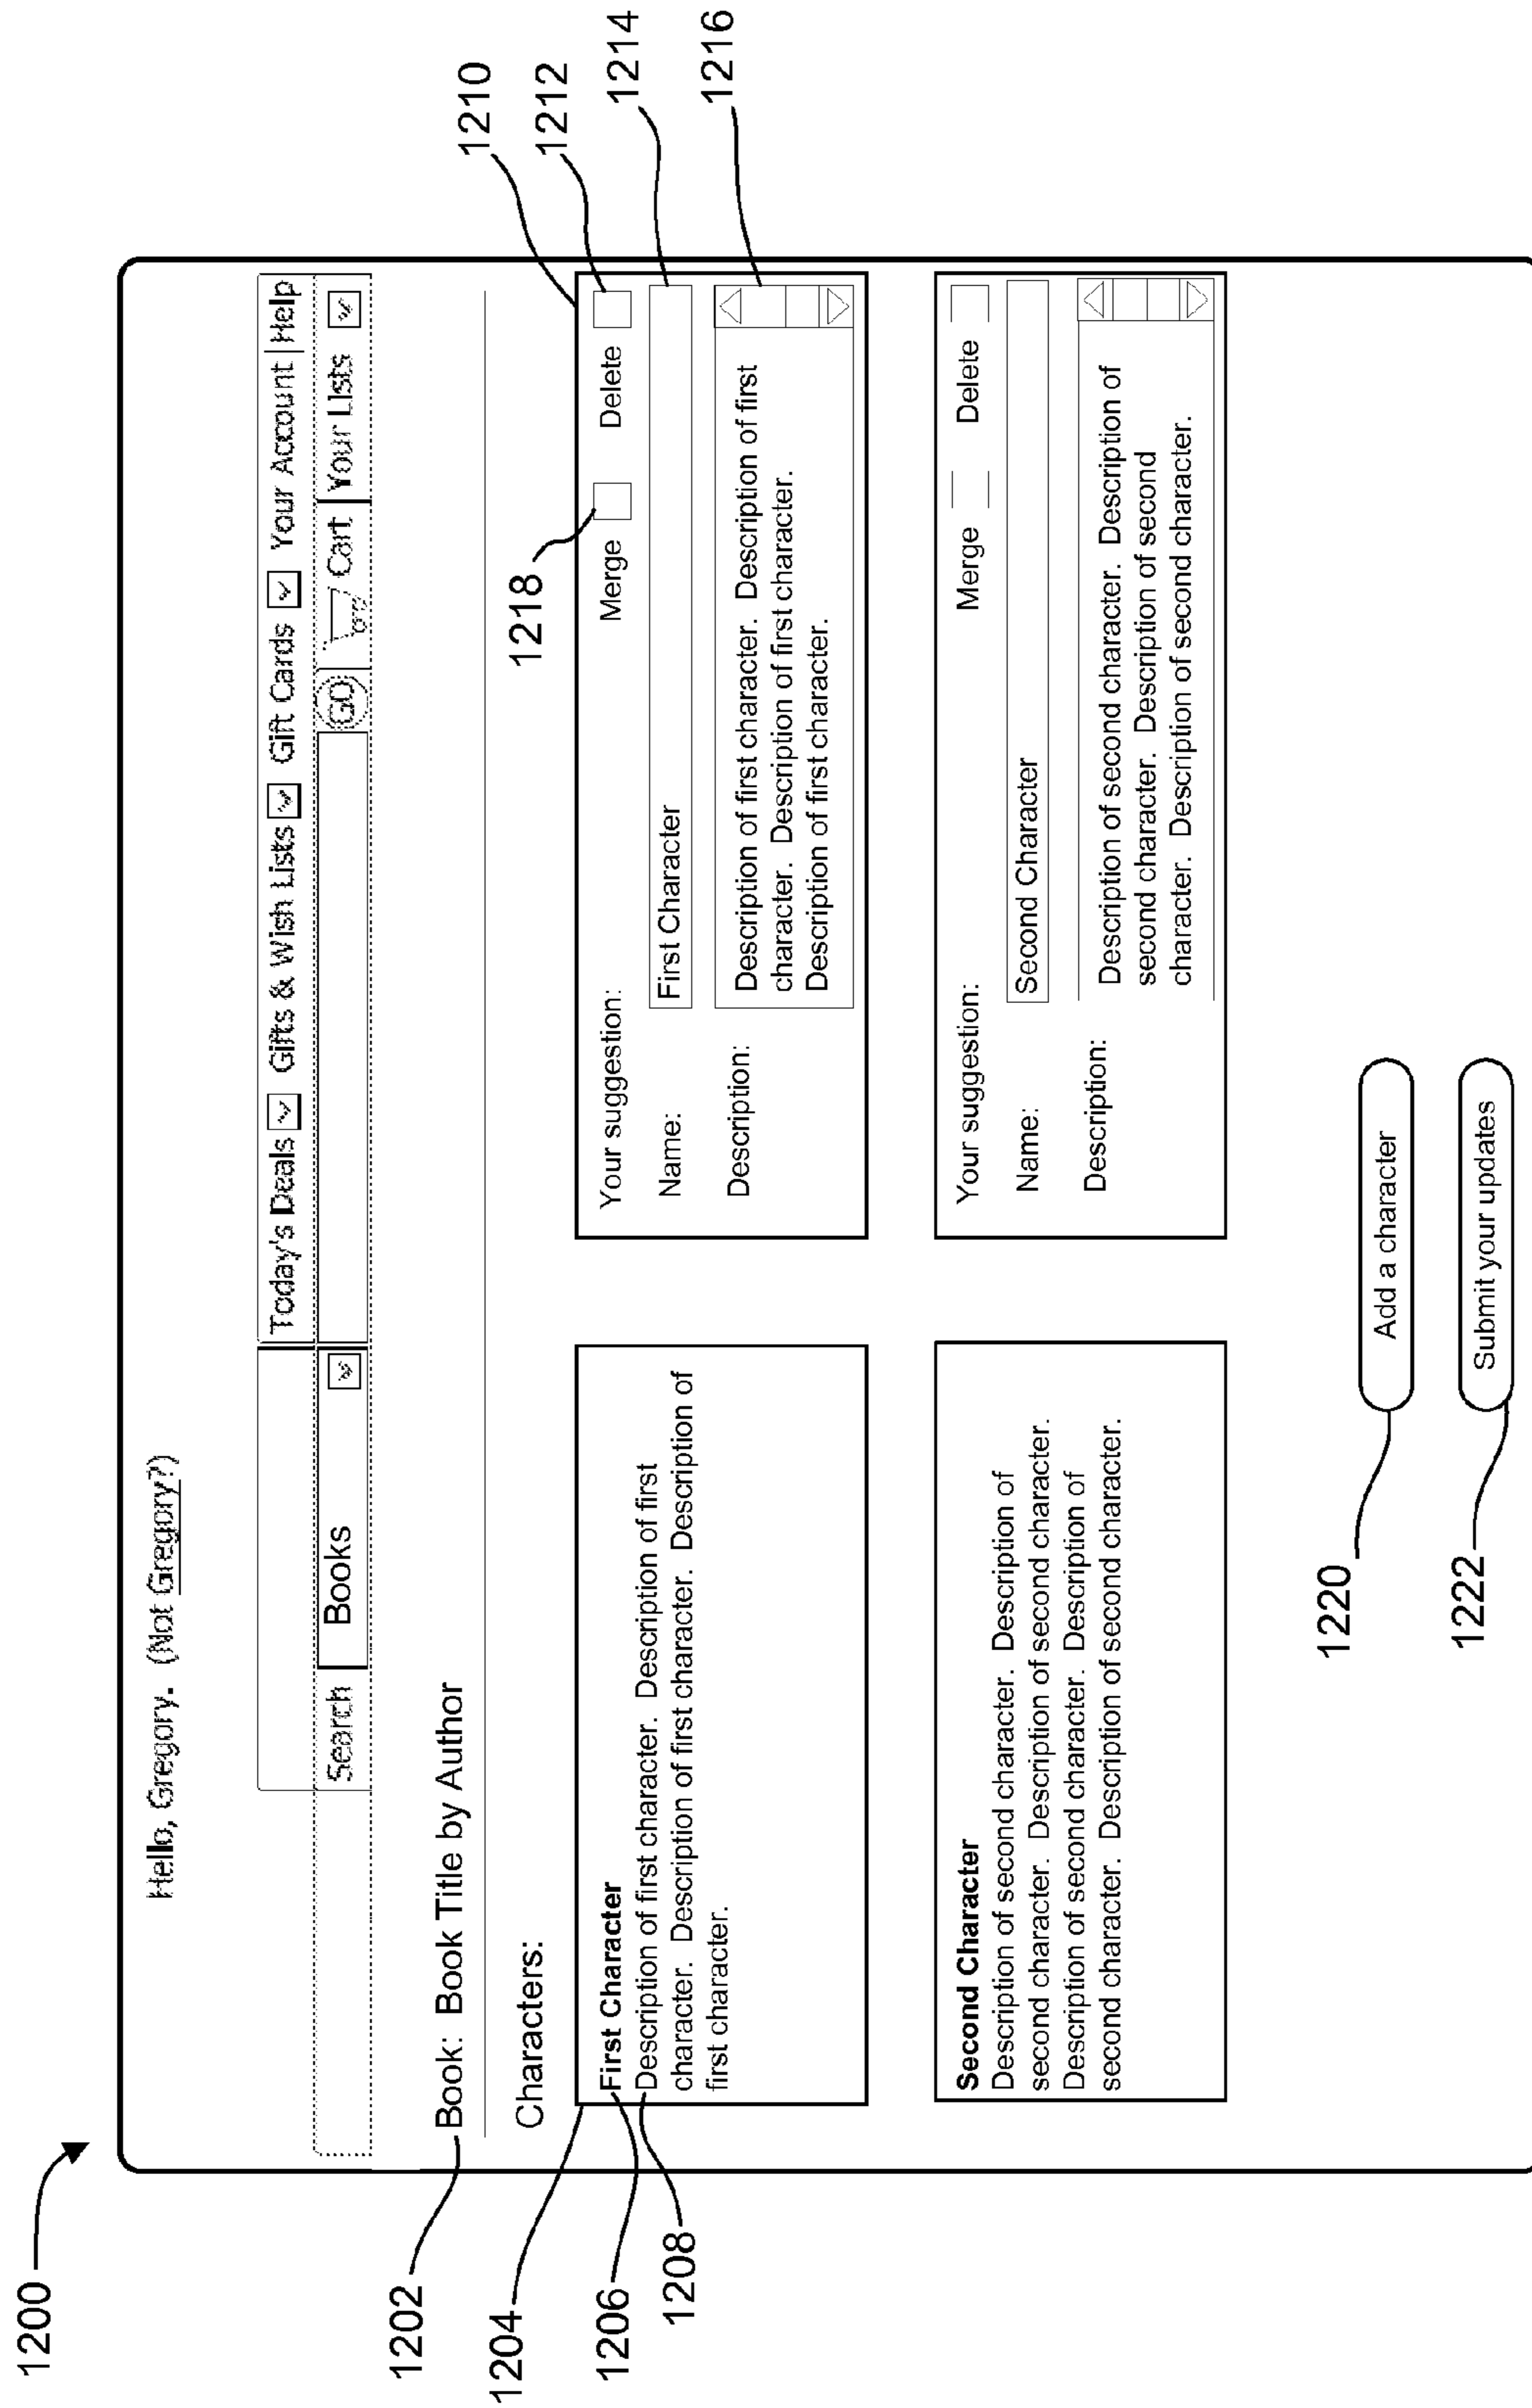 1200
Hello, Gregory. (Not Gregory?)
Today's Deals Gifts & Wish Lists Gift Cards Your Account Help
Search Books GO Cart Your Lists
1202
Book: Book Title by Author
Characters:
1204
1206
1208
First Character
Description of first character. Description of first
character. Description of first character. Description of
first character.
1210
1212
1214
1216
1218
Your suggestion: Merge Delete
Name: First Character
Description: Description of first character. Description of first
character. Description of first character.
Description of first character.
Second Character
Description of second character. Description of
second character. Description of second character.
Description of second character. Description of
second character. Description of second character.
Your suggestion: Merge Delete
Name: Second Character
Description: Description of second character. Description of
second character. Description of second
character. Description of second character.
1220
Add a character
1222
Submit your updates